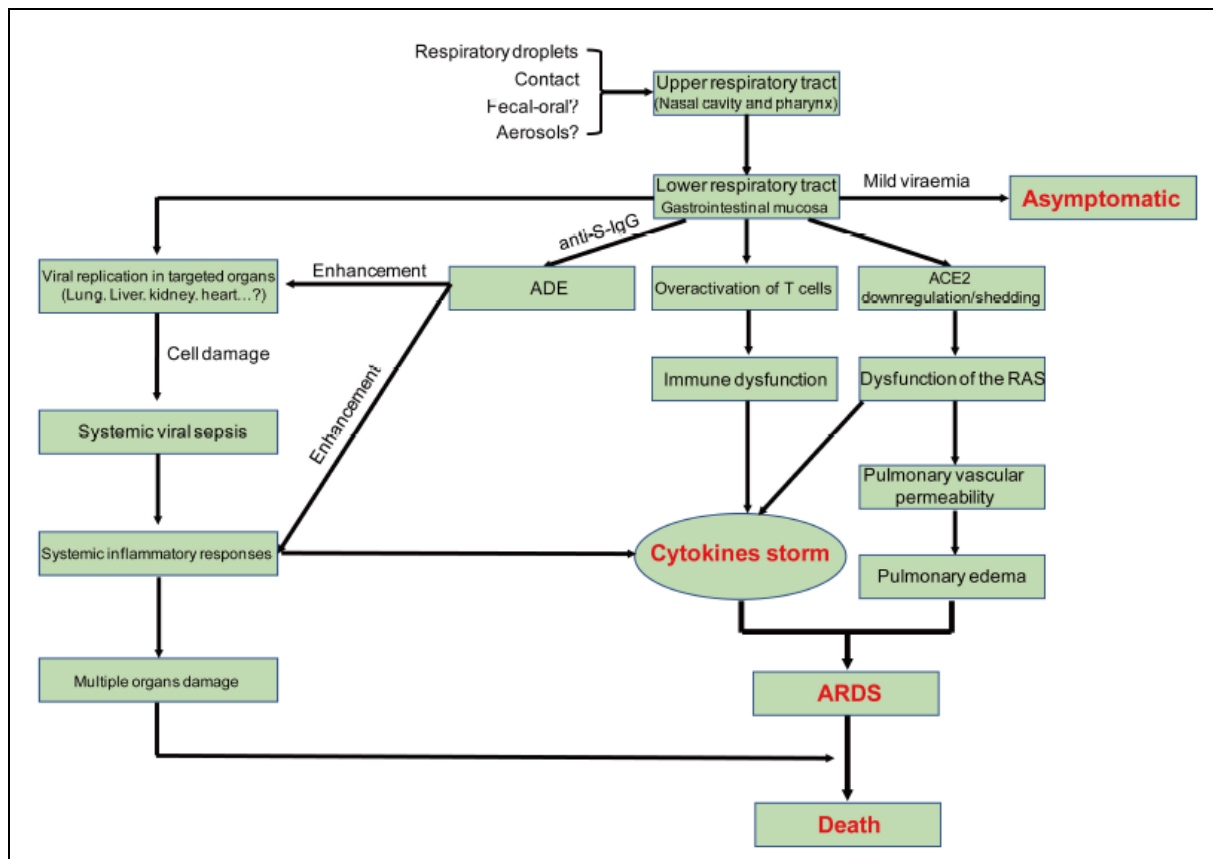 Respiratory droplets
Contact
Fecal-oral?
Aerosols?
Upper respiratory tract
(Nasal cavity and pharynx)
Lower respiratory tract
Gastrointestinal mucosa
Mild viraemia
Asymptomatic
anti-S-IgG
Viral replication in targeted organs
(Lung. Liver. kidney. heart…?)
Enhancement
ADE
Overactivation of T cells
ACE2
downregulation/shedding
Cell damage
Enhancement
Immune dysfunction
Dysfunction of the RAS
Systemic viral sepsis
Pulmonary vascular
permeability
Systemic inflammatory responses
Cytokines storm
Pulmonary edema
Multiple organs damage
ARDS
Death